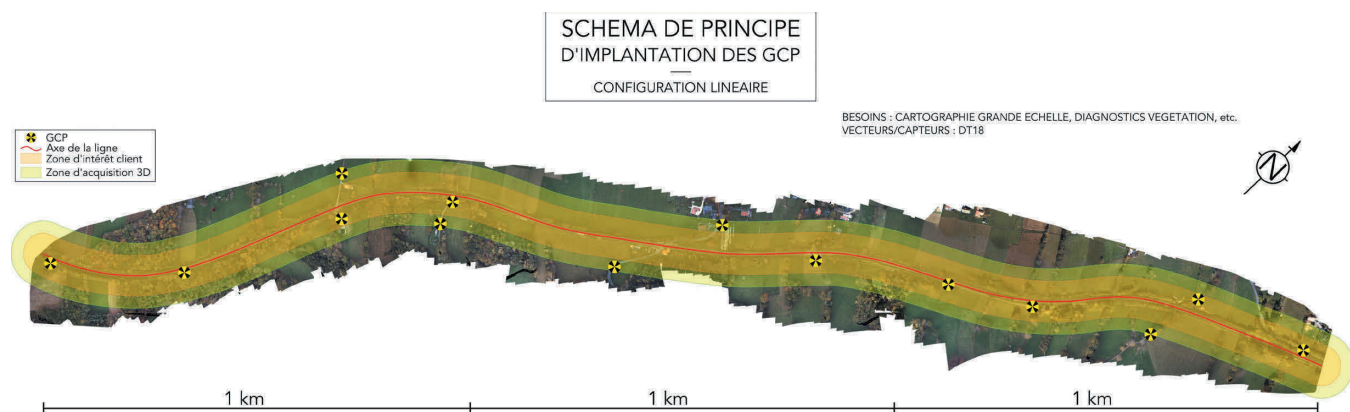 SCHEMA DE PRINCIPE
D'IMPLANTATION DES GCP
CONFIGURATION LINEAIRE
BESOINS : CARTOGRAPHIE GRANDE ECHELLE, DIAGNOSTICS VEGETATION, etc.
VECTEURS/CAPTEURS : DT18
GCP
Axe de la ligne
Zone d'intérêt client
Zone d'acquisition 3D
N
1 km
1 km
1 km